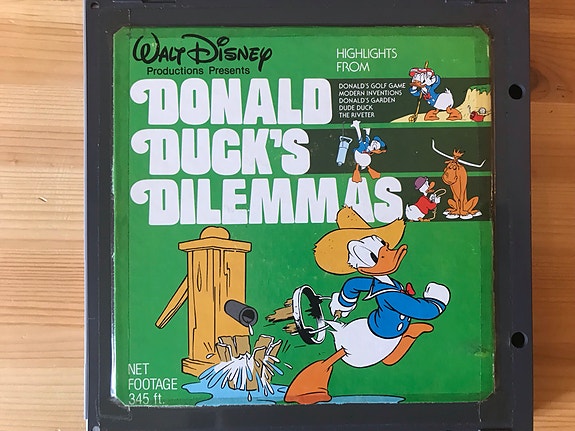 WALT DISNEY
Productions Presents
DONALD
DUCK'S
DILEMMAS
HIGHLIGHTS
FROM
DONALD'S GOLF GAME
MODERN INVENTIONS
DONALD'S GARDEN
DUDE DUCK
THE RIVETER
NET
FOOTAGE
345 ft.